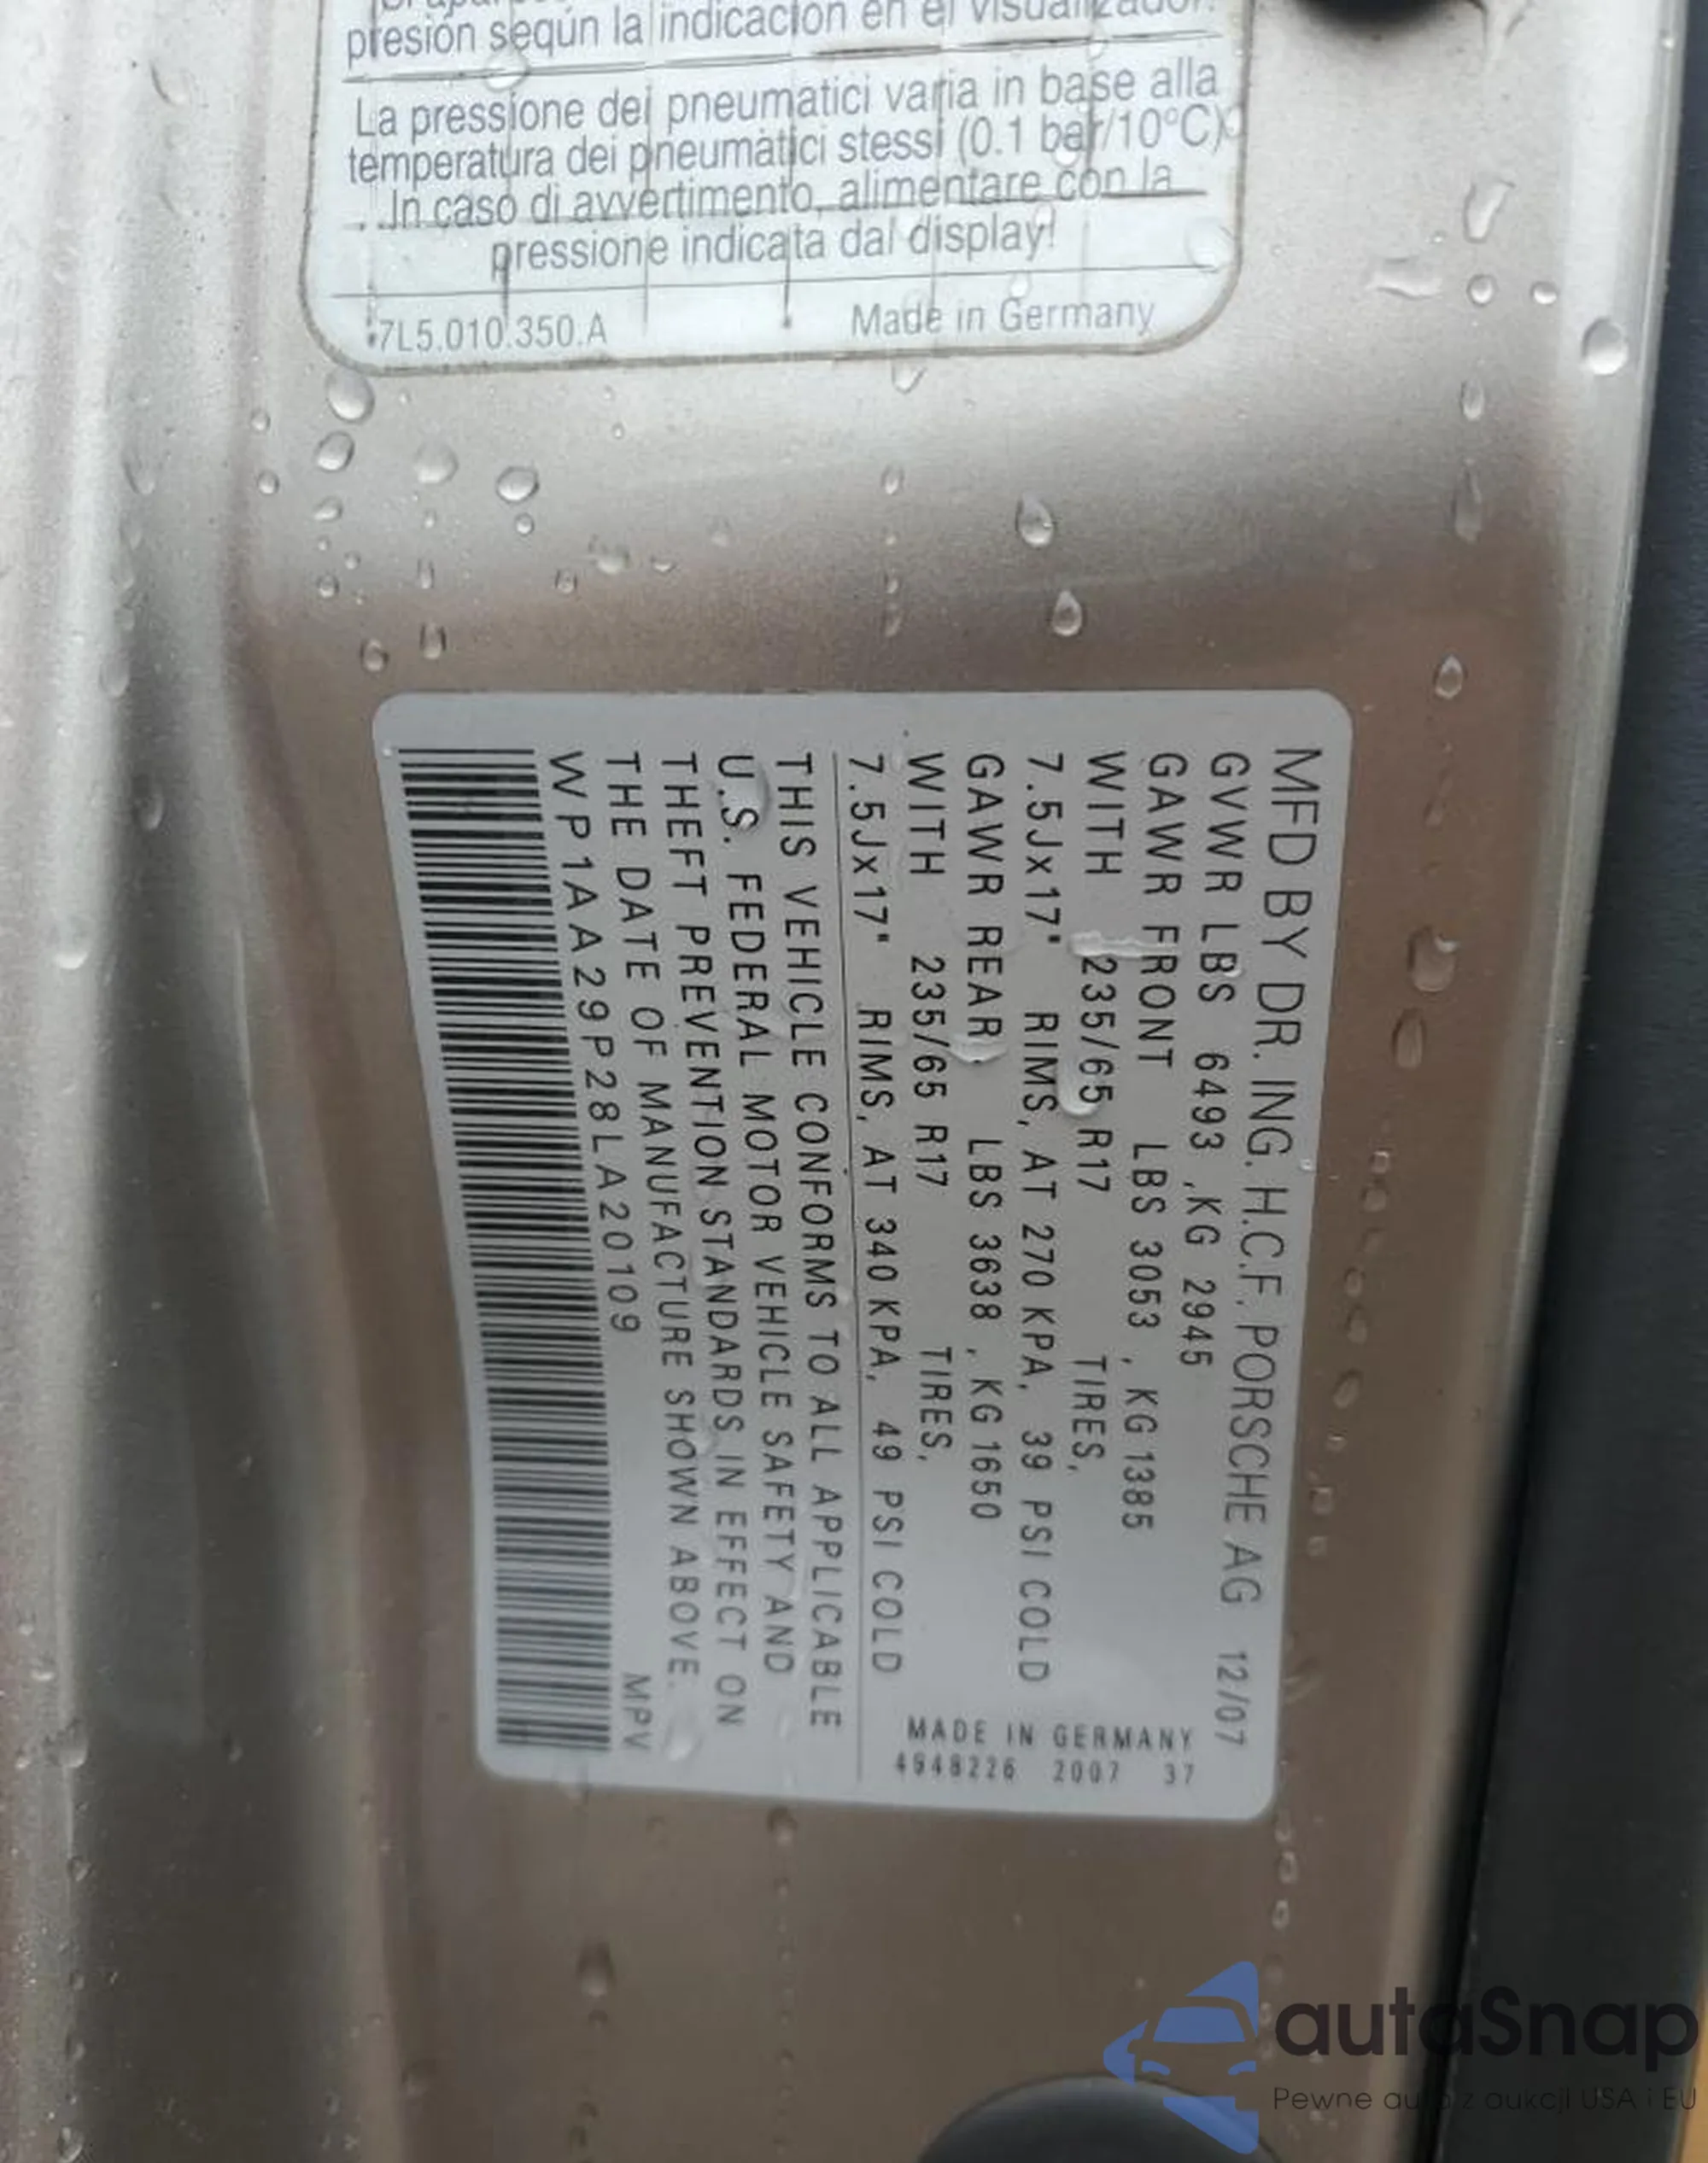 presión según la indicación en el visualizador.
La pressione dei pneumatici varia in base alla
temperatura dei pneumatici stessi (0.1 bar/10°C).
In caso di avvertimento, alimentare con la
pressione indicata dal display!
7L5.010.350.A Made in Germany
MFD BY DR. ING. H.C.F. PORSCHE AG 12/07
GVWR LBS 6493 ,KG 2945
GAWR FRONT LBS 3053 , KG 1385
WITH 235/65 R17 TIRES,
7.5Jx17" RIMS, AT 270 KPA, 39 PSI COLD
GAWR REAR LBS 3638 , KG 1650
WITH 235/65 R17 TIRES,
7.5Jx17" RIMS, AT 340 KPA, 49 PSI COLD
MADE IN GERMANY
4948226 2007 37
THIS VEHICLE CONFORMS TO ALL APPLICABLE
U.S. FEDERAL MOTOR VEHICLE SAFETY AND
THEFT PREVENTION STANDARDS IN EFFECT ON
THE DATE OF MANUFACTURE SHOWN ABOVE.
WP1AA29P28LA20109 MPV
autaSnap
Pewne auta z aukcji USA i EU